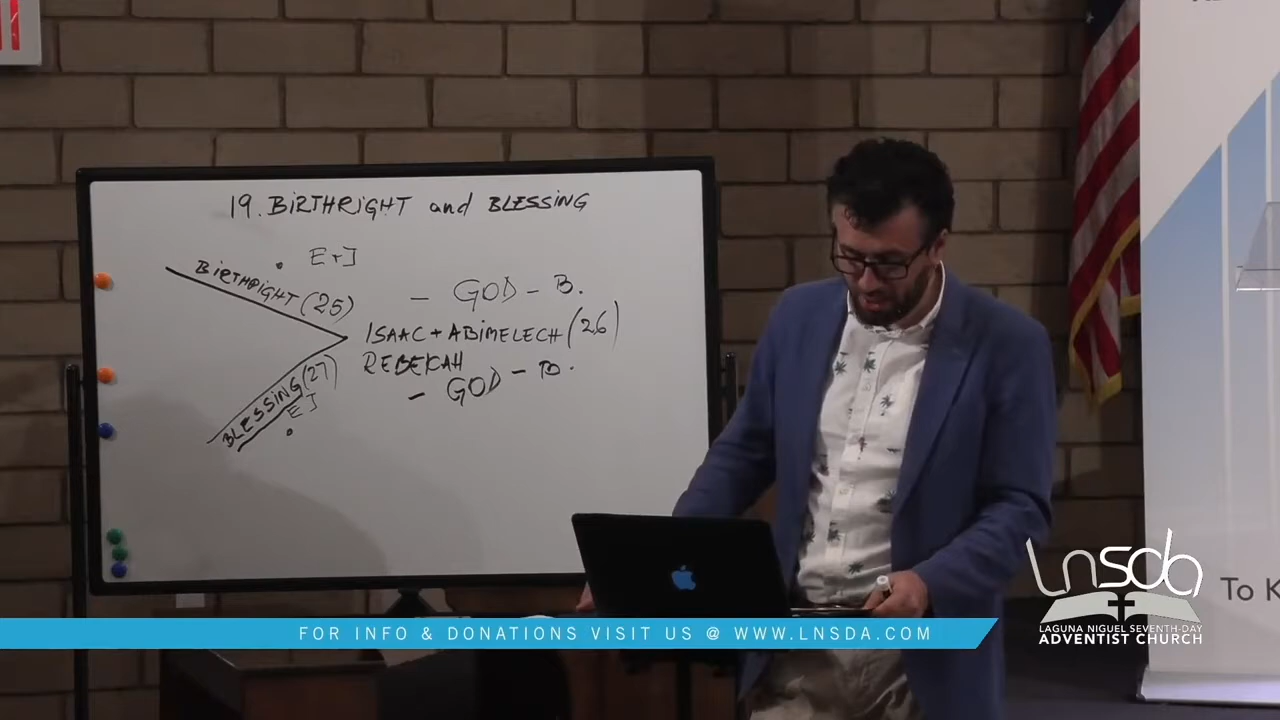 19. BIRTHRIGHT and BLESSING
E + J
BIRTHRIGHT (25)
- GOD - B.
ISAAC + ABIMELECH (26)
REBEKAH
- GOD - B.
BLESSING (27)
E J
FOR INFO & DONATIONS VISIT US @ WWW.LNSDA.COM
Lnsda
LAGUNA NIGUEL SEVENTH-DAY
ADVENTIST CHURCH
To K